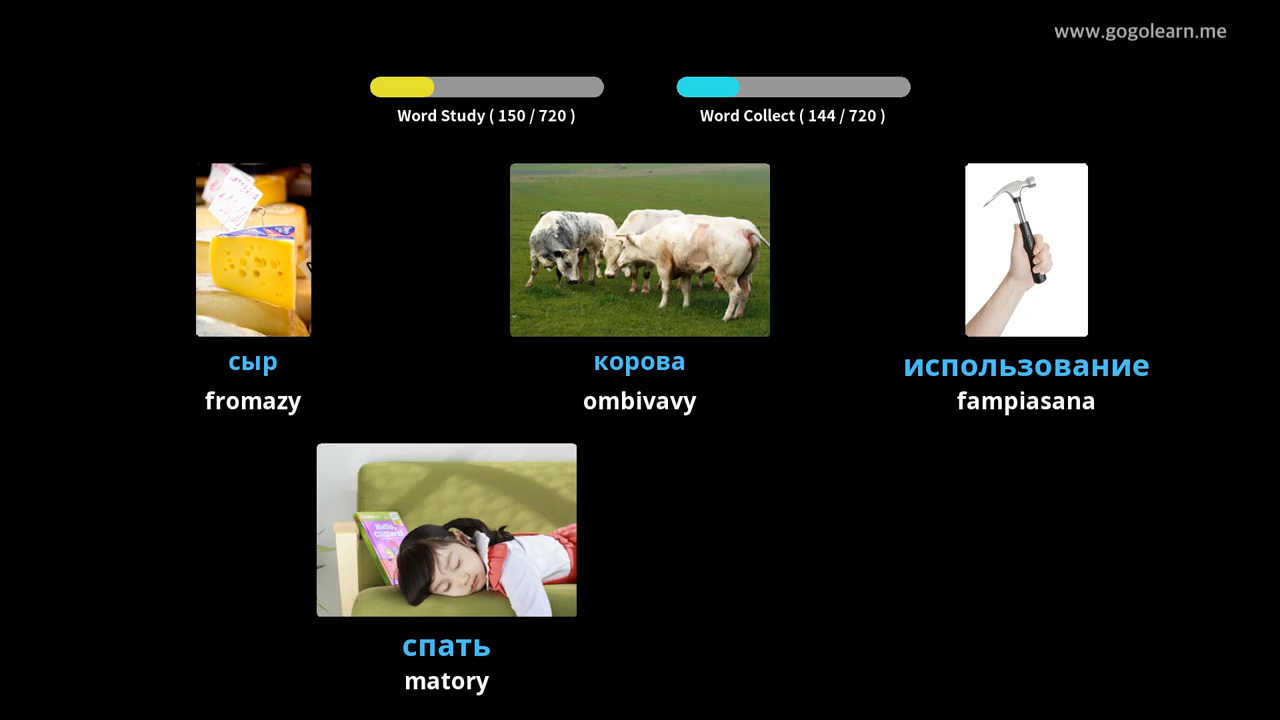 www.gogolearn.me
Word Study ( 150 / 720 )
Word Collect ( 144 / 720 )
сыр
fromazy
корова
ombivavy
использование
fampiasana
спать
matory